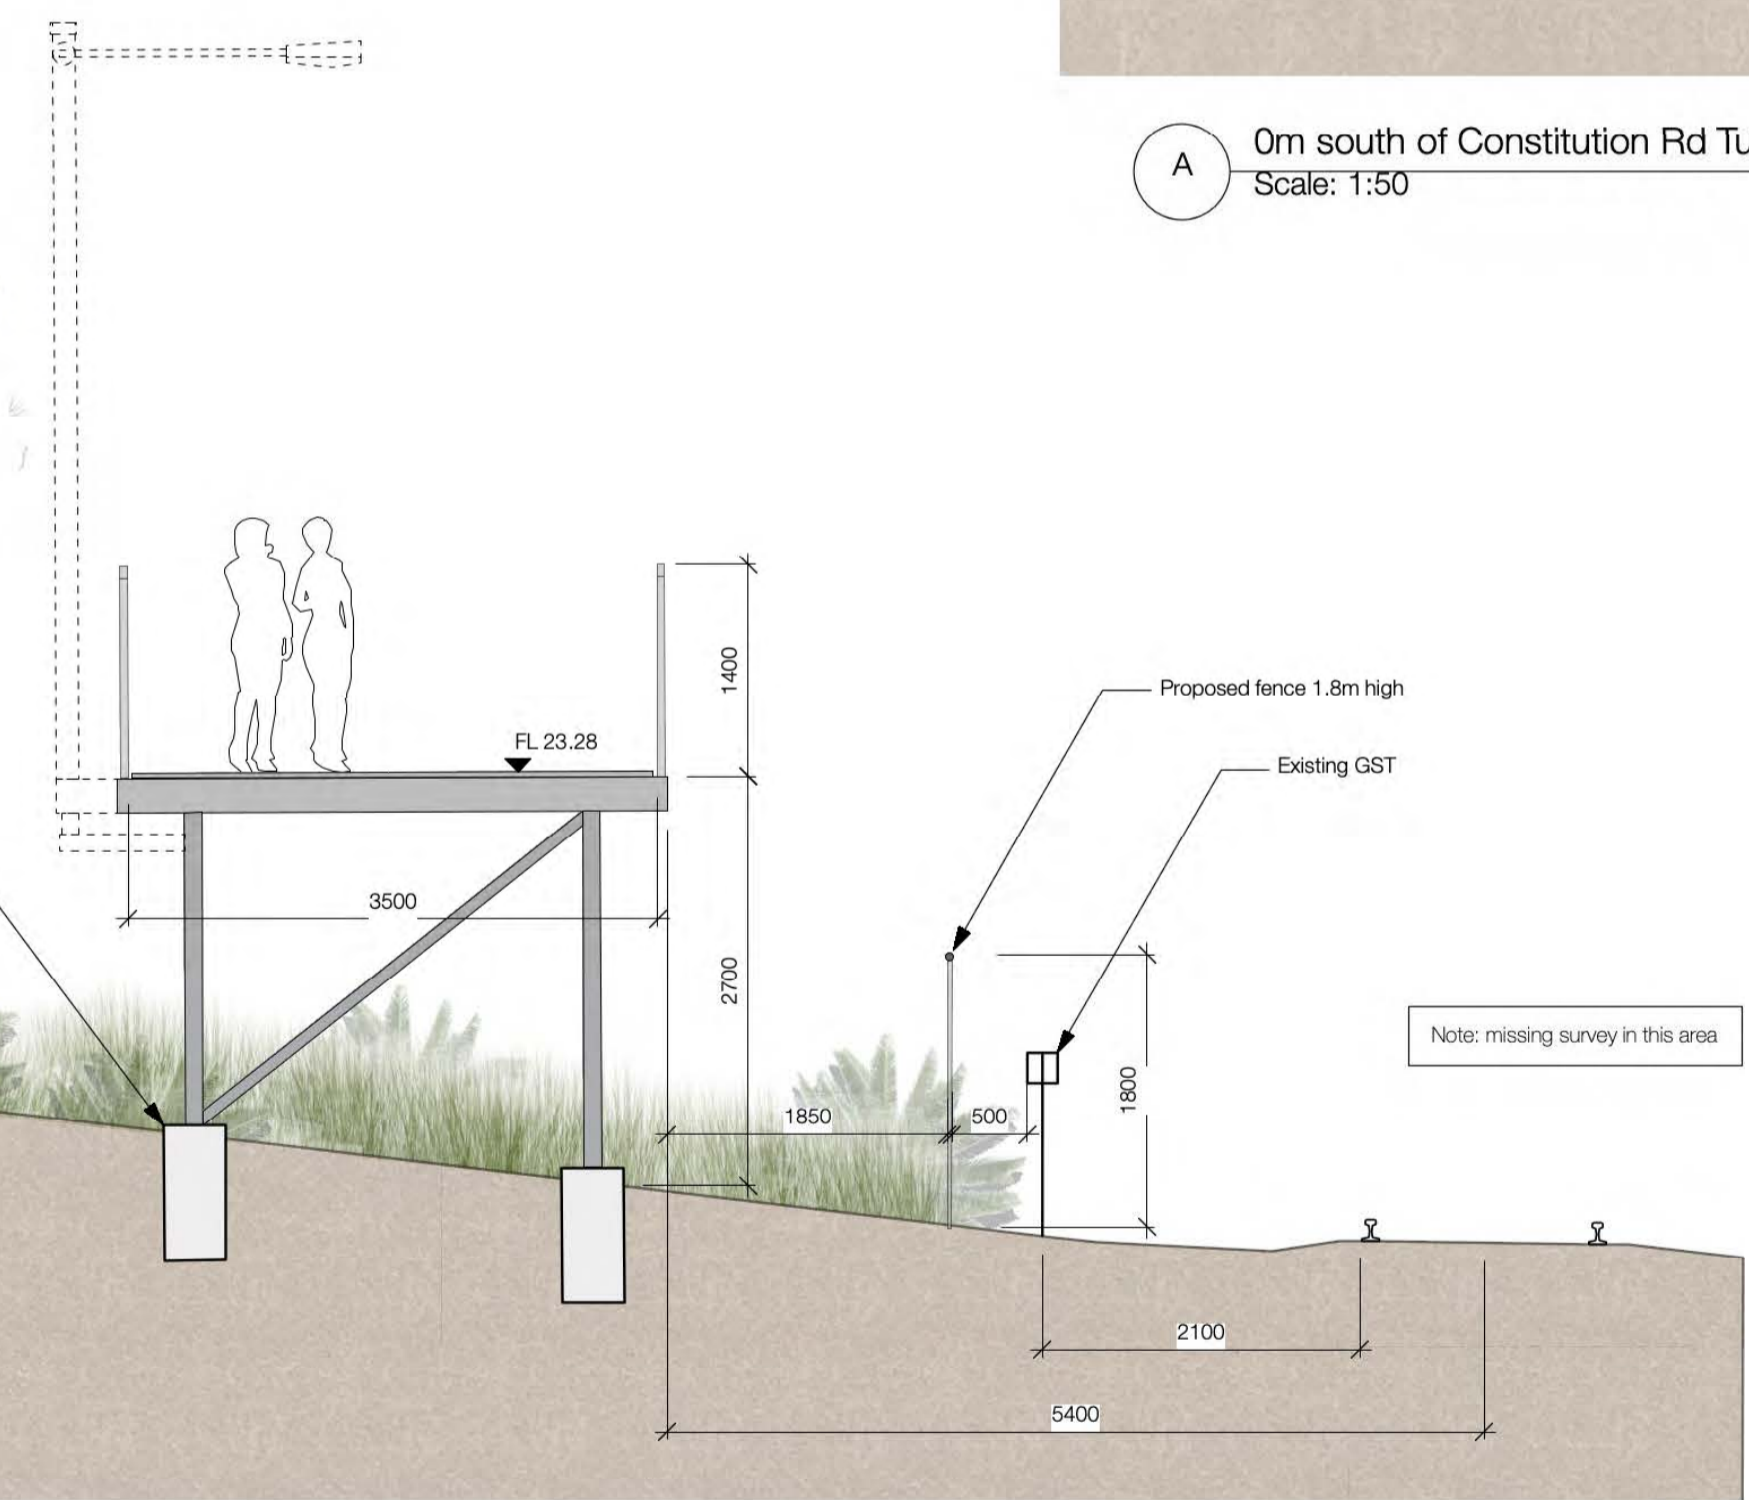 A
0m south of Constitution Rd Tu
Scale: 1:50
1400
Proposed fence 1.8m high
FL 23.28
Existing GST
3500
2700
Note: missing survey in this area
1800
1850
500
2100
5400